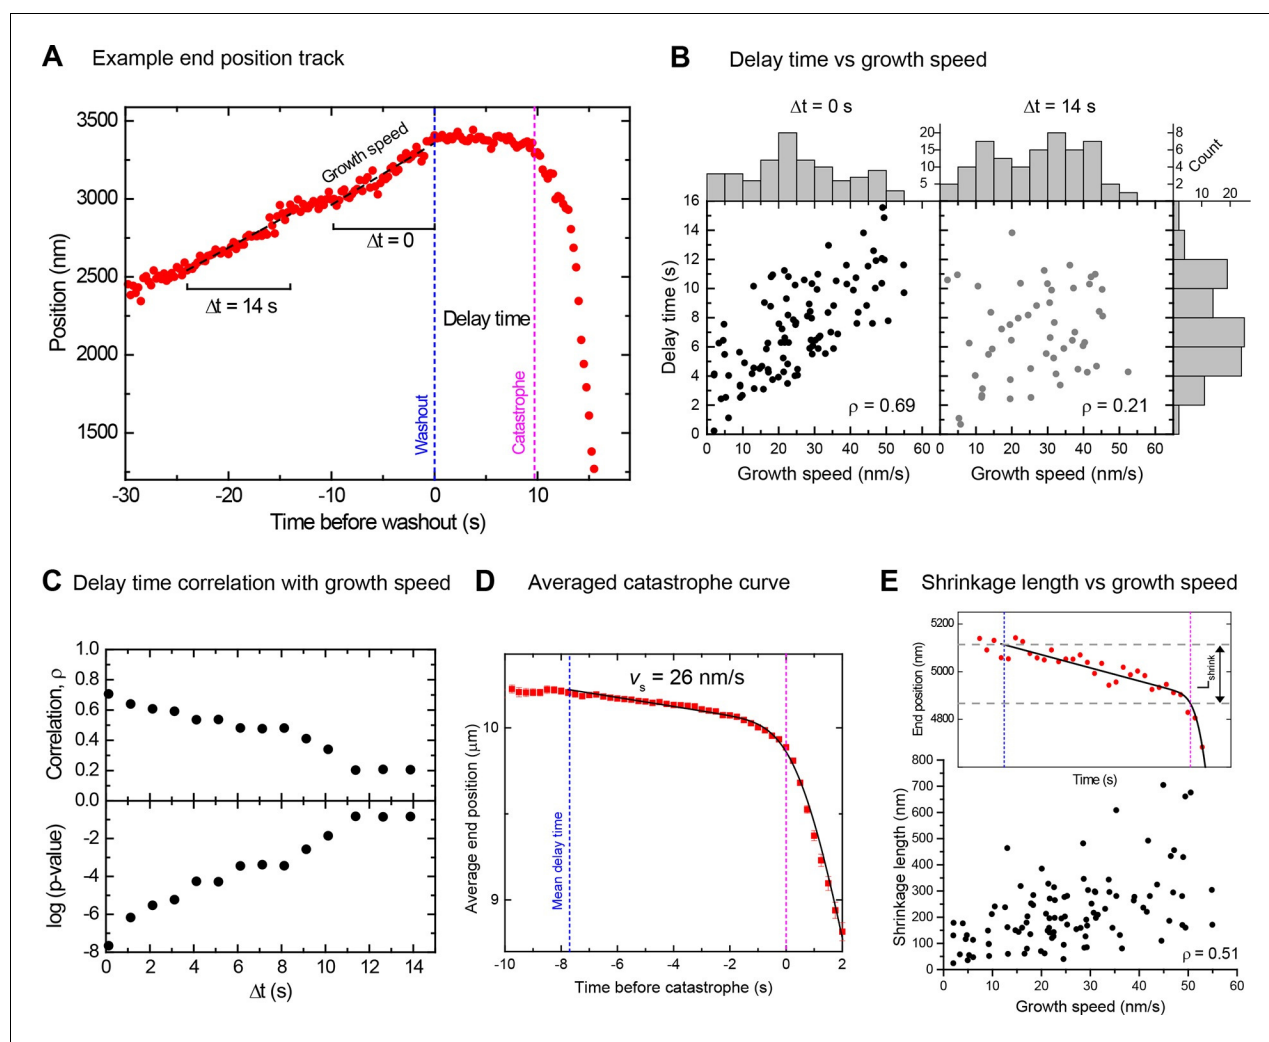 A Example end position track
3500
3000
2500
2000
1500
Position (nm)
-30 -20 -10 0 10
Time before washout (s)
Growth speed
Δt = 0
Δt = 14 s
Delay time
Washout
Catastrophe
B Delay time vs growth speed
Δt = 0 s Δt = 14 s
20
15
10
5
8
6
4
2
Count
10 20
16
14
12
10
8
6
4
2
0
Delay time (s)
ρ = 0.69 ρ = 0.21
0 10 20 30 40 50 0 10 20 30 40 50 60
Growth speed (nm/s) Growth speed (nm/s)
C Delay time correlation with growth speed
1.0
0.8
0.6
0.4
0.2
0.0
Correlation, ρ
-2
-4
-6
-8
log (p-value)
0 2 4 6 8 10 12 14
Δt (s)
D Averaged catastrophe curve
vs = 26 nm/s
10
9
Average end position (μm)
Mean delay time
-10 -8 -6 -4 -2 0 2
Time before catastrophe (s)
E Shrinkage length vs growth speed
5200
5000
4800
End position (nm)
Lshrink
Time (s)
800
700
600
500
400
300
200
100
0
Shrinkage length (nm)
ρ = 0.51
0 10 20 30 40 50 60
Growth speed (nm/s)